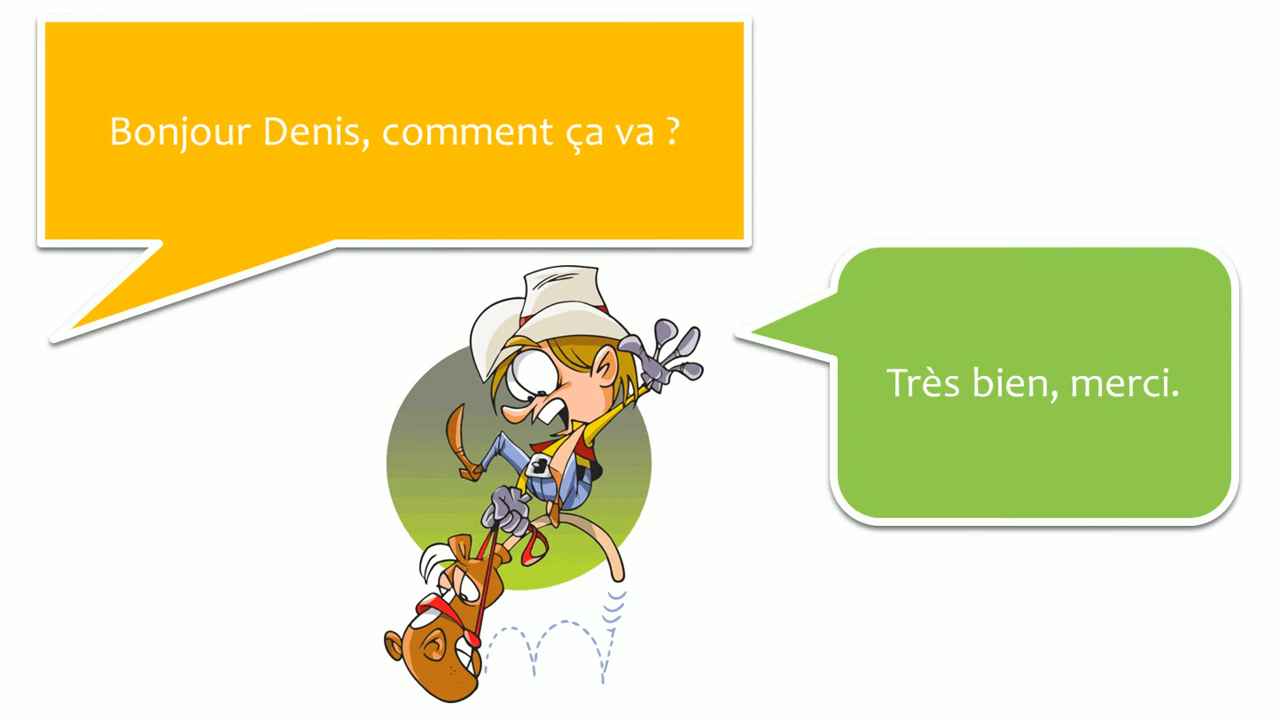 Bonjour Denis, comment ça va ?
Très bien, merci.